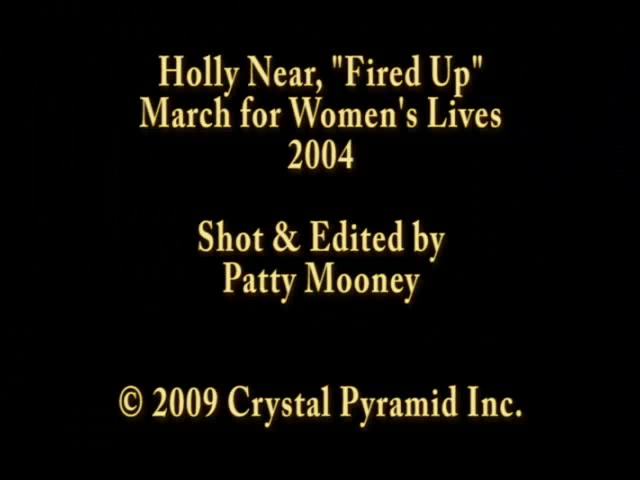 Holly Near, "Fired Up"
March for Women's Lives
2004
Shot & Edited by
Patty Mooney
© 2009 Crystal Pyramid Inc.